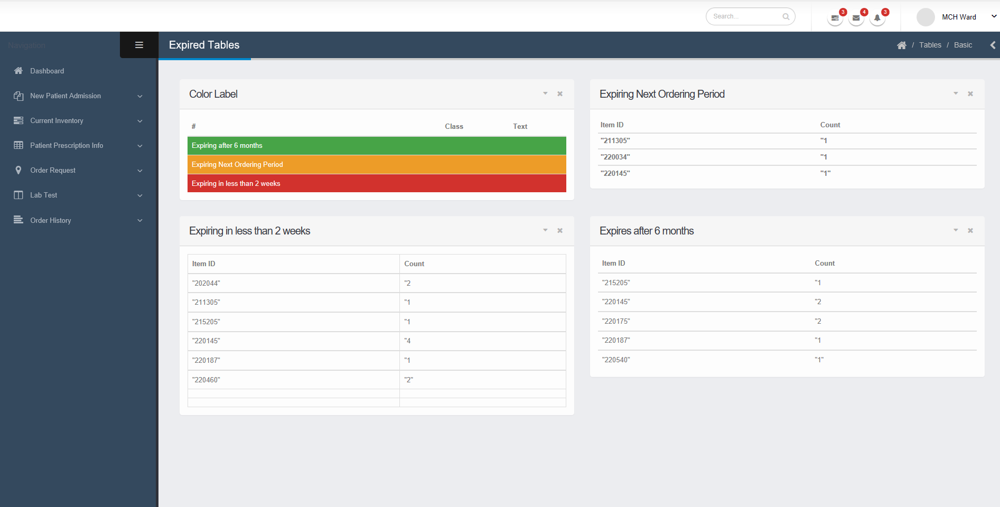 Search...
3
4
3
MCH Ward
Navigation
Expired Tables
/ Tables / Basic
Dashboard
New Patient Admission
Current Inventory
Patient Prescription Info
Order Request
Lab Test
Order History
Color Label
# Class Text
Expiring after 6 months
Expiring Next Ordering Period
Expiring in less than 2 weeks
Expiring Next Ordering Period
Item ID Count
"211305" "1
"220034" "1
"220145" "1"
Expiring in less than 2 weeks
Item ID Count
"202044" "2
"211305" "1
"215205" "1
"220145" "4
"220187" "1
"220460" "2"
Expires after 6 months
Item ID Count
"215205" "1
"220145" "2
"220175" "2
"220187" "1
"220540" "1"